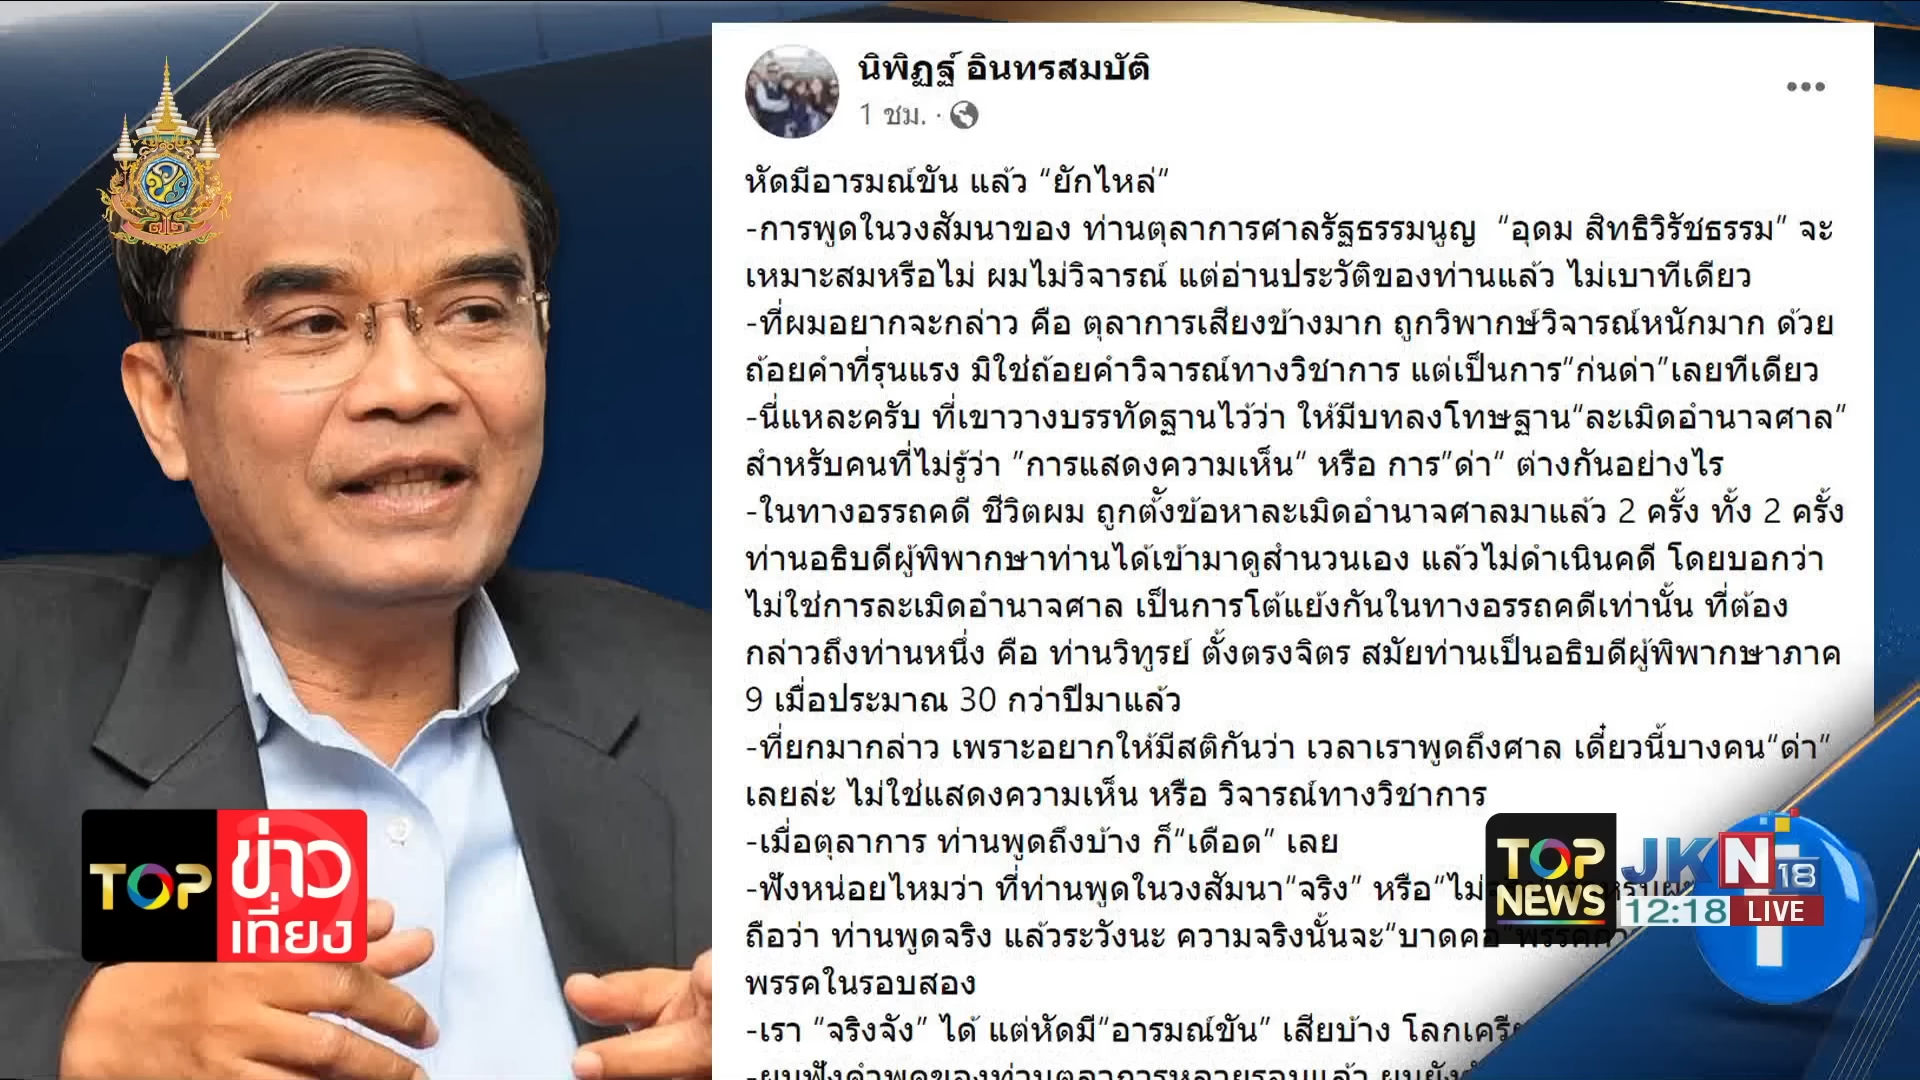 นิพิฏฐ์ อินทรสมบัติ
1 ชม.
หัดมีอารมณ์ขัน แล้ว “ยักไหล่”
-การพูดในวงสัมนาของ ท่านตุลาการศาลรัฐธรรมนูญ “อุดม สิทธิวิรัชธรรม” จะ
เหมาะสมหรือไม่ ผมไม่วิจารณ์ แต่อ่านประวัติของท่านแล้ว ไม่เบาทีเดียว
-ที่ผมอยากจะกล่าว คือ ตุลาการเสียงข้างมาก ถูกวิพากษ์วิจารณ์หนักมาก ด้วย
ถ้อยคำที่รุนแรง มิใช่ถ้อยคำวิจารณ์ทางวิชาการ แต่เป็นการ“ก่นด่า”เลยทีเดียว
-นี่แหละครับ ที่เขาวางบรรทัดฐานไว้ว่า ให้มีบทลงโทษฐาน“ละเมิดอำนาจศาล“
สำหรับคนที่ไม่รู้ว่า ”การแสดงความเห็น“ หรือ การ”ด่า“ ต่างกันอย่างไร
-ในทางอรรถคดี ชีวิตผม ถูกตั้งข้อหาละเมิดอำนาจศาลมาแล้ว 2 ครั้ง ทั้ง 2 ครั้ง
ท่านอธิบดีผู้พิพากษาท่านได้เข้ามาดูสำนวนเอง แล้วไม่ดำเนินคดี โดยบอกว่า
ไม่ใช่การละเมิดอำนาจศาล เป็นการโต้แย้งกันในทางอรรถคดีเท่านั้น ที่ต้อง
กล่าวถึงท่านหนึ่ง คือ ท่านวิทูรย์ ตั้งตรงจิตร สมัยท่านเป็นอธิบดีผู้พิพากษาภาค
9 เมื่อประมาณ 30 กว่าปีมาแล้ว
-ที่ยกมากล่าว เพราะอยากให้มีสติกันว่า เวลาเราพูดถึงศาล เดี๋ยวนี้บางคน“ด่า”
เลยล่ะ ไม่ใช่แสดงความเห็น หรือ วิจารณ์ทางวิชาการ
-เมื่อตุลาการ ท่านพูดถึงบ้าง ก็“เดือด” เลย
-ฟังหน่อยไหมว่า ที่ท่านพูดในวงสัมนา“จริง” หรือ“ไม่
ถือว่า ท่านพูดจริง แล้วระวังนะ ความจริงนั้นจะ“บาดคอ“
พรรคในรอบสอง
-เรา “จริงจัง” ได้ แต่หัดมี“อารมณ์ขัน” เสียบ้าง
-ผมฟังคำพูดของท่านตุลาการหลายรอบแล้ว
๗๒
TOP ข่าว
เที่ยง
TOP
NEWS
JKN 18
12:18 LIVE